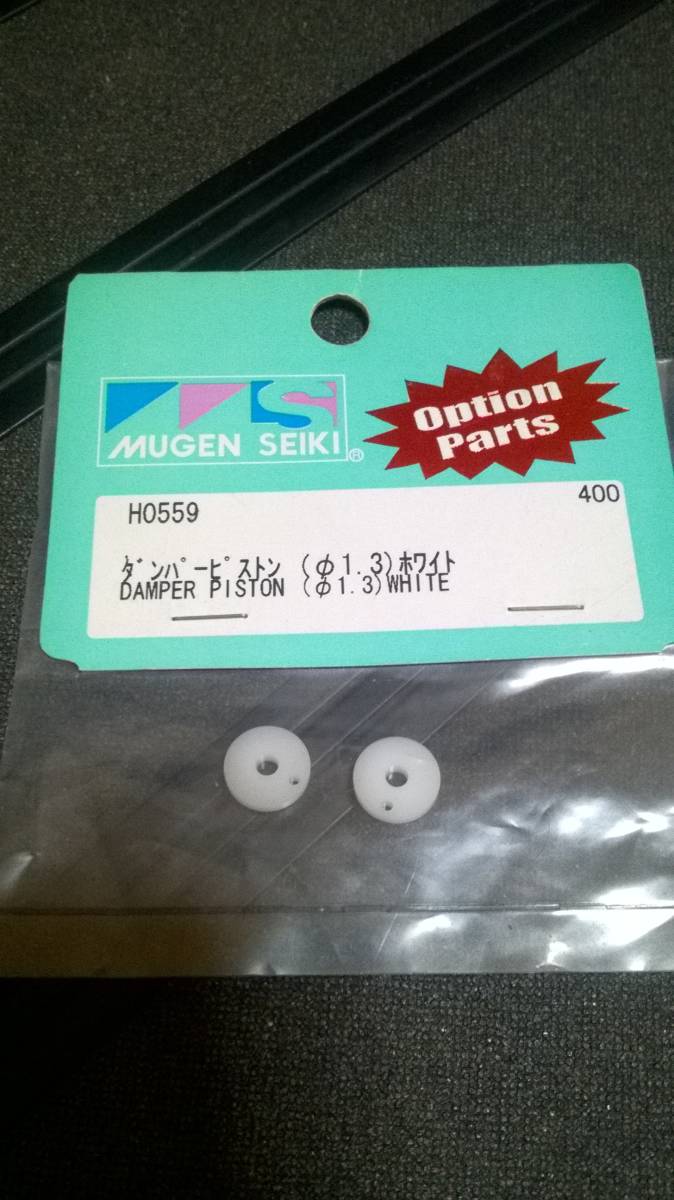 MUGEN SEIKI®
Option
Parts
H0559
400
ﾀﾞﾝﾊﾟｰﾋﾟｽﾄﾝ (φ1.3)ﾎﾜｲﾄ
DAMPER PISTON (φ1.3)WHITE